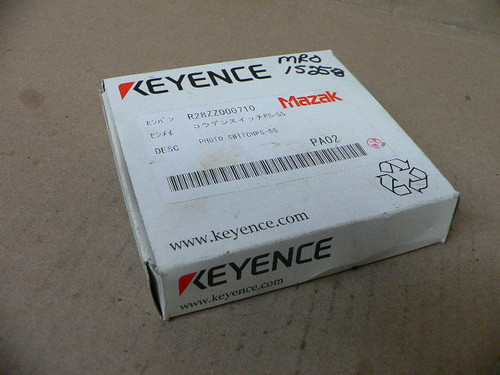 KEYENCE
MRO
15258
ヒンバン R28ZZ000710
Mazak
ヒンメイ コウデンスイッチPS-55
DESC PHOTO SWITCHPS-55
PA02
www.keyence.com
KEYENCE
www.keyence.com